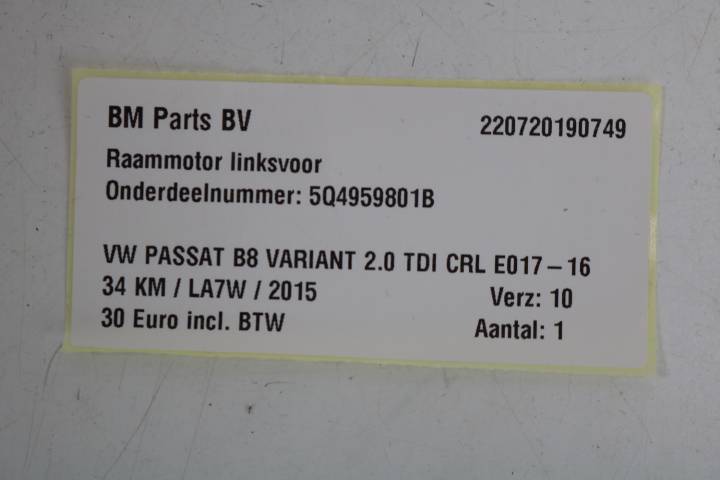 BM Parts BV 220720190749
Raammotor linksvoor
Onderdeelnummer: 5Q4959801B
VW PASSAT B8 VARIANT 2.0 TDI CRL E017-16
34 KM / LA7W / 2015 Verz: 10
30 Euro incl. BTW Aantal: 1